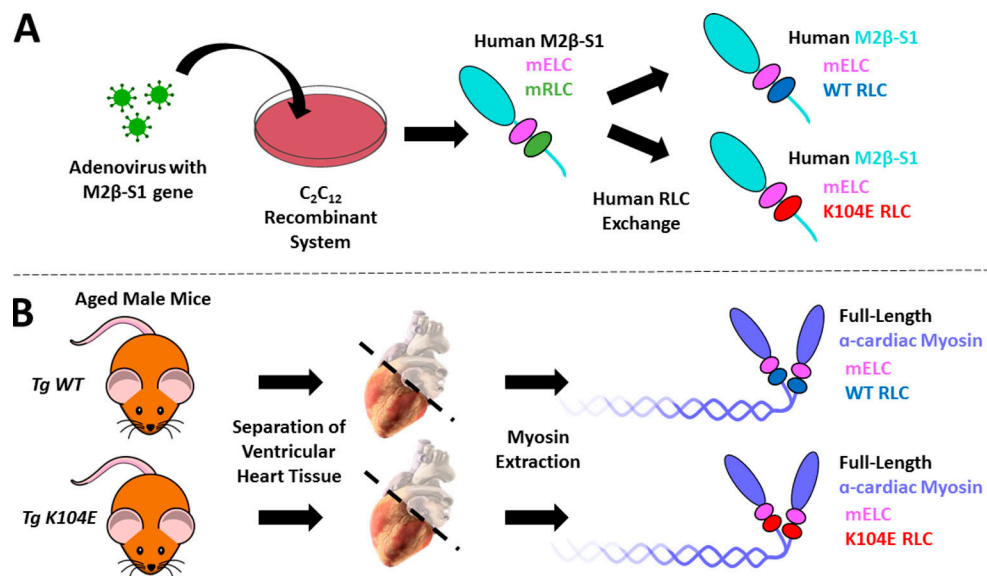 A
Adenovirus with
M2β-S1 gene
C₂C₁₂
Recombinant
System
Human M2β-S1
mELC
mRLC
Human RLC
Exchange
Human M2β-S1
mELC
WT RLC
Human M2β-S1
mELC
K104E RLC
B
Aged Male Mice
Tg WT
Tg K104E
Separation of
Ventricular
Heart Tissue
Myosin
Extraction
Full-Length
α-cardiac Myosin
mELC
WT RLC
Full-Length
α-cardiac Myosin
mELC
K104E RLC